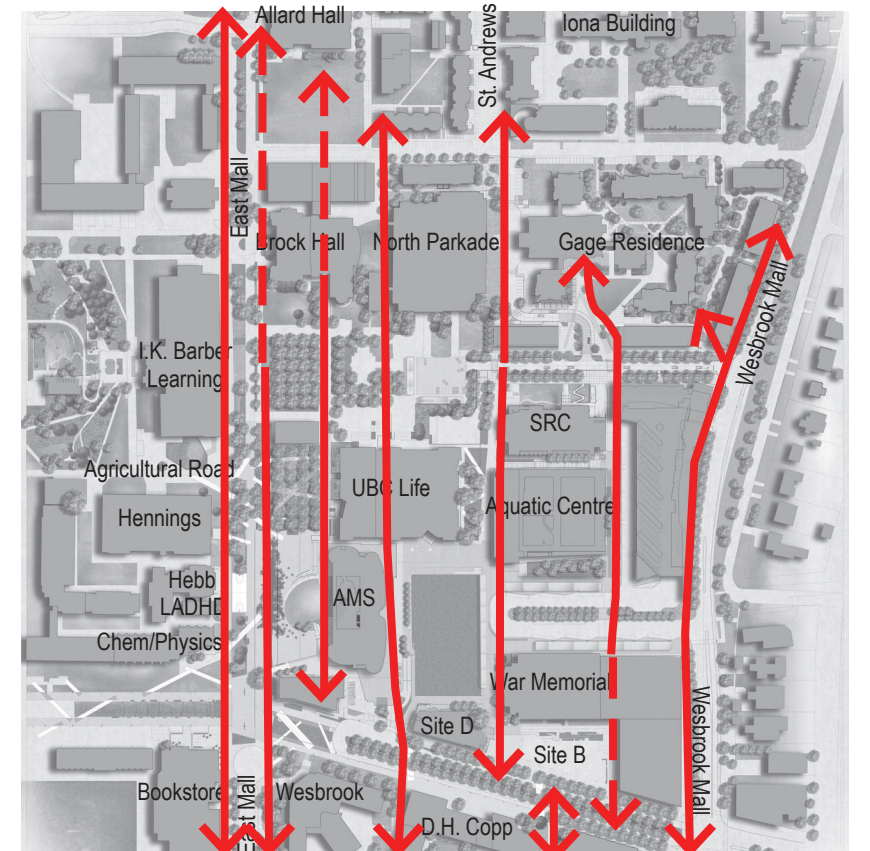 Allard Hall
St. Andrews
Iona Building
East Mall
Brock Hall
North Parkade
Gage Residence
Wesbrook Mall
I.K. Barber
Learning
SRC
Agricultural Road
UBC Life
Aquatic Centre
Hennings
Hebb
LADHD
AMS
Chem/Physics
War Memorial
Wesbrook Mall
Site D
Site B
Bookstore
East Mall
Wesbrook
D.H. Copp